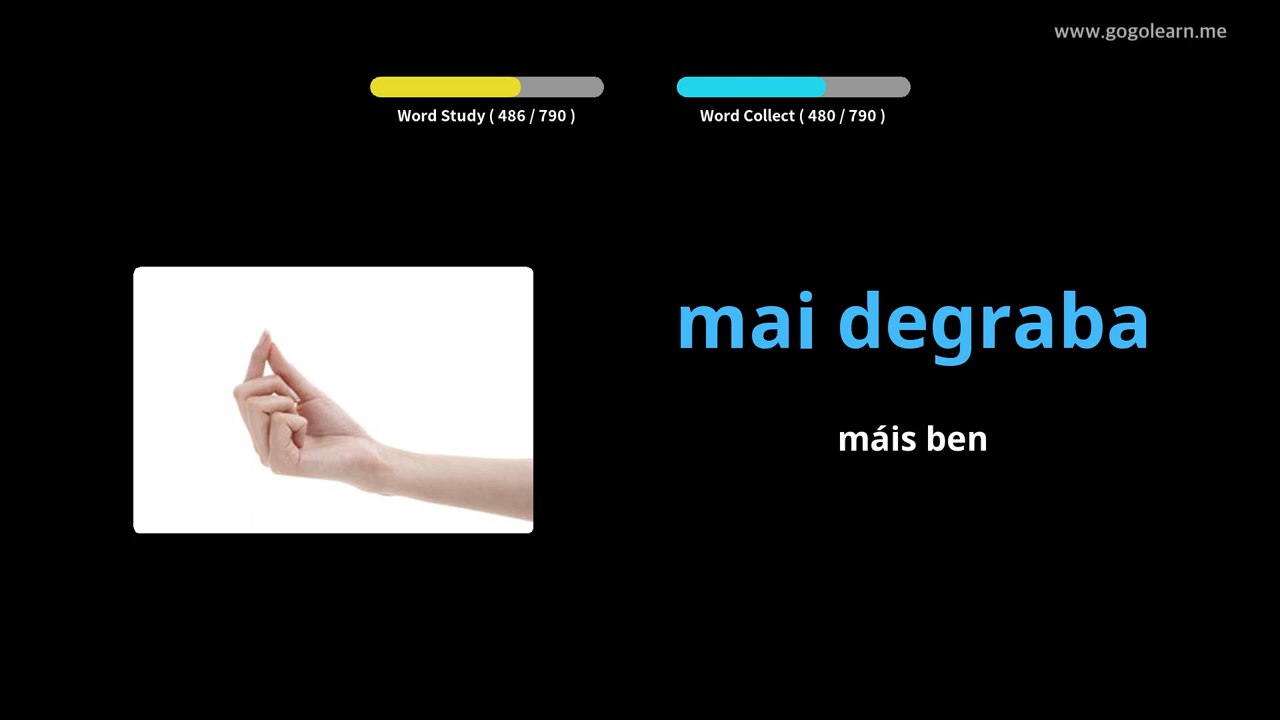 www.gogolearn.me
Word Study ( 486 / 790 )
Word Collect ( 480 / 790 )
mai degraba
máis ben